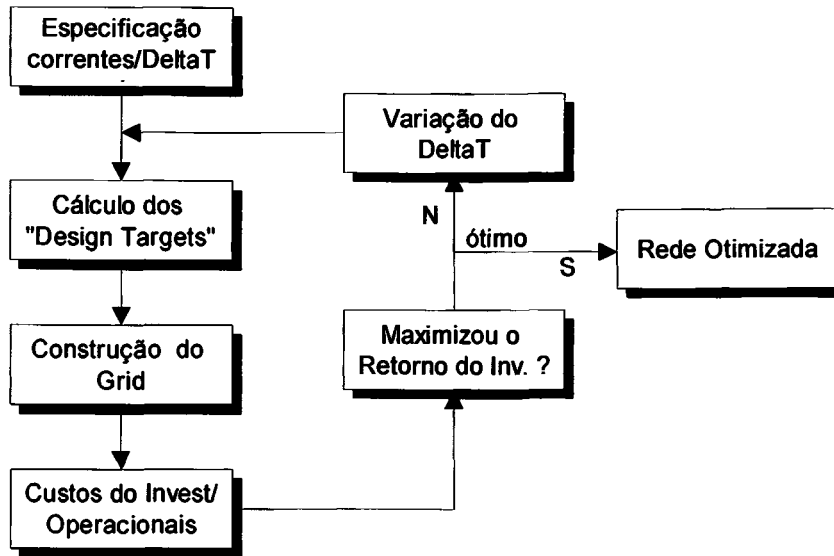 Especificação
correntes/DeltaT
Variação do
DeltaT
Cálculo dos
"Design Targets"
N
ótimo
S
Rede Otimizada
Construção do
Grid
Maximizou o
Retorno do Inv. ?
Custos do Invest/
Operacionais